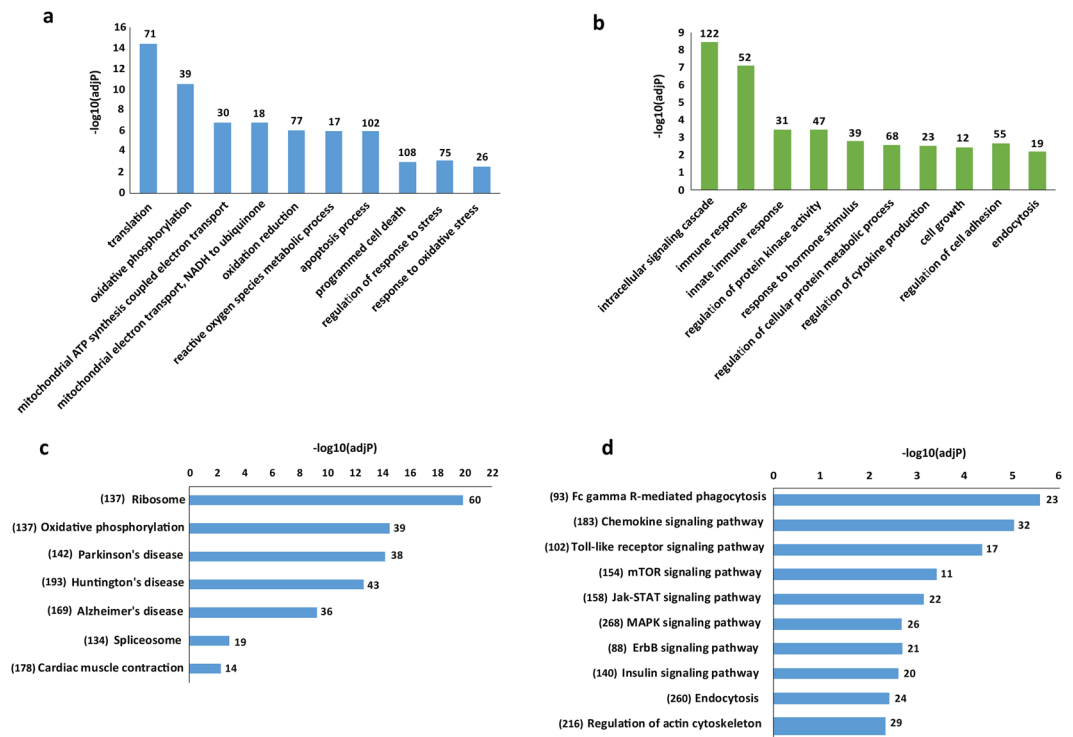 a
-log10(adjP)
16
14
12
10
8
6
4
2
0
71
39
30
18
77
17
102
108
75
26
translation
oxidative phosphorylation
mitochondrial ATP synthesis coupled electron transport
mitochondrial electron transport, NADH to ubiquinone
oxidation reduction
reactive oxygen species metabolic process
apoptosis process
programmed cell death
regulation of response to stress
response to oxidative stress
b
-log10(adjP)
9
8
7
6
5
4
3
2
1
0
122
52
31
47
39
68
23
12
55
19
intracellular signaling cascade
immune response
innate immune response
regulation of protein kinase activity
response to hormone stimulus
regulation of cellular protein metabolic process
regulation of cytokine production
cell growth
regulation of cell adhesion
endocytosis
c
-log10(adjP)
0 2 4 6 8 10 12 14 16 18 20 22
(137) Ribosome 60
(137) Oxidative phosphorylation 39
(142) Parkinson's disease 38
(193) Huntington's disease 43
(169) Alzheimer's disease 36
(134) Spliceosome 19
(178) Cardiac muscle contraction 14
d
-log10(adjP)
0 1 2 3 4 5 6
(93) Fc gamma R-mediated phagocytosis 23
(183) Chemokine signaling pathway 32
(102) Toll-like receptor signaling pathway 17
(154) mTOR signaling pathway 11
(158) Jak-STAT signaling pathway 22
(268) MAPK signaling pathway 26
(88) ErbB signaling pathway 21
(140) Insulin signaling pathway 20
(260) Endocytosis 24
(216) Regulation of actin cytoskeleton 29